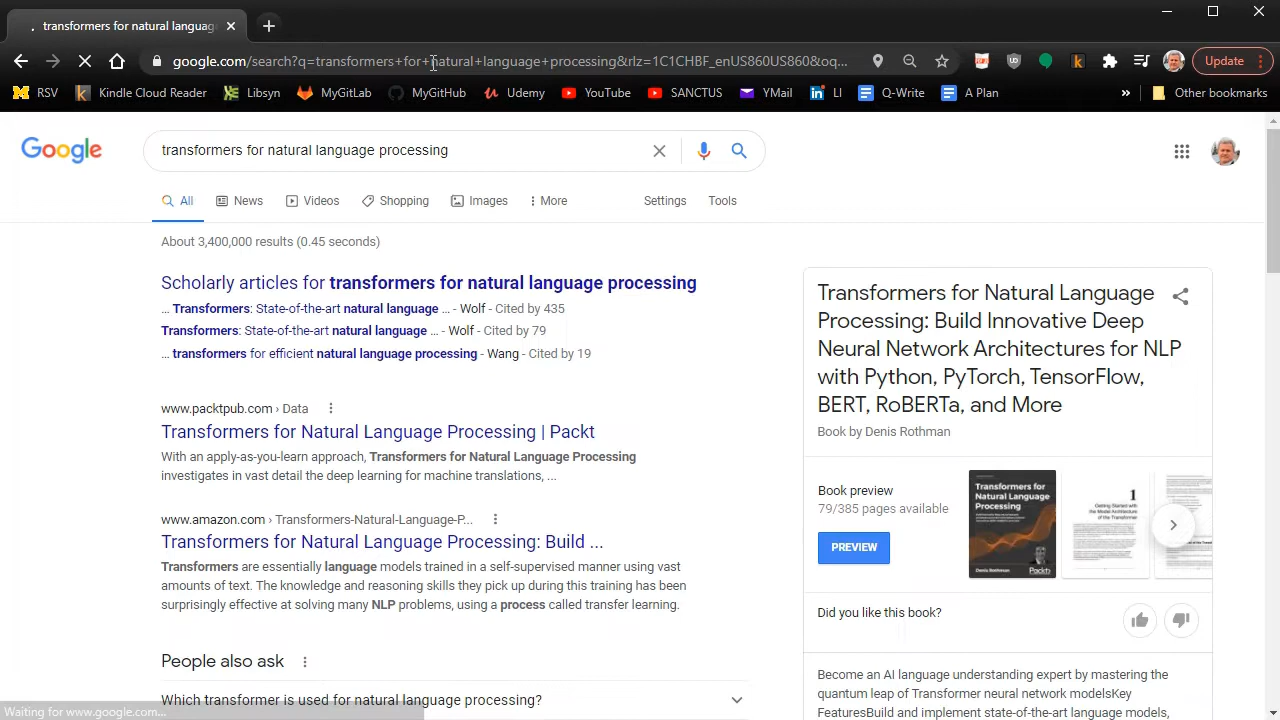 transformers for natural languag
google.com/search?q=transformers+for+natural+language+processing&rlz=1C1CHBF_enUS860US860&oq...
Update
RSV Kindle Cloud Reader Libsyn MyGitLab MyGitHub Udemy YouTube SANCTUS YMail LI Q-Write A Plan » Other bookmarks
Google
transformers for natural language processing
All News Videos Shopping Images More Settings Tools
About 3,400,000 results (0.45 seconds)
Scholarly articles for transformers for natural language processing
... Transformers: State-of-the-art natural language ... - Wolf - Cited by 435
Transformers: State-of-the-art natural language ... - Wolf - Cited by 79
... transformers for efficient natural language processing - Wang - Cited by 19
www.packtpub.com › Data
Transformers for Natural Language Processing | Packt
With an apply-as-you-learn approach, Transformers for Natural Language Processing
investigates in vast detail the deep learning for machine translations, ...
www.amazon.com › Transformers-Natural-Language-P...
Transformers for Natural Language Processing: Build ...
Transformers are essentially language models trained in a self-supervised manner using vast
amounts of text. The knowledge and reasoning skills they pick up during this training has been
surprisingly effective at solving many NLP problems, using a process called transfer learning.
People also ask
Which transformer is used for natural language processing?
Waiting for www.google.com...
Transformers for Natural Language
Processing: Build Innovative Deep
Neural Network Architectures for NLP
with Python, PyTorch, TensorFlow,
BERT, RoBERTa, and More
Book by Denis Rothman
Book preview
79/385 pages available
PREVIEW
Transformers for
Natural Language
Processing
Denis Rothman
Packt
1
Getting Started with
the Model Architecture
of the Transformer
Did you like this book?
Become an AI language understanding expert by mastering the
quantum leap of Transformer neural network modelsKey
FeaturesBuild and implement state-of-the-art language models,